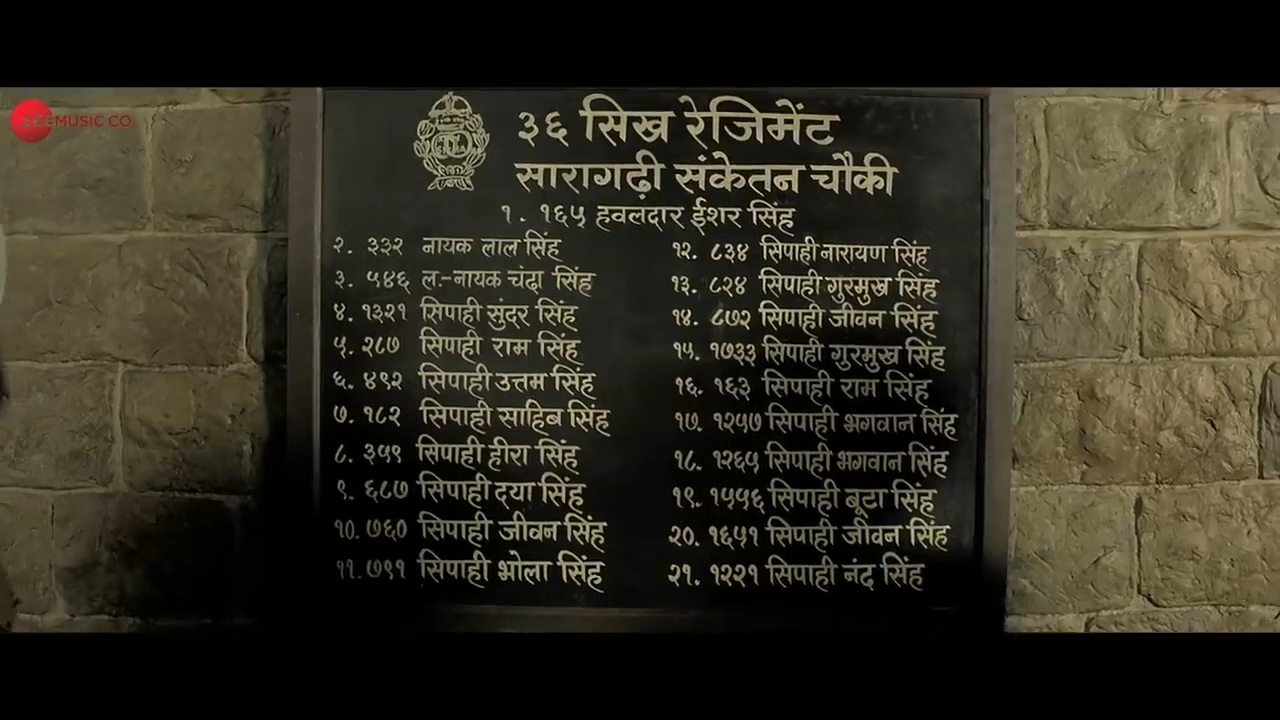 ZEE MUSIC CO
३६ सिख रेजिमेंट
सारागढ़ी संकेतन चौकी
१. १६५ हवलदार ईशर सिंह
२. ३३२ नायक लाल सिंह
३. ५४६ ल.-नायक चंदा सिंह
४. १३२१ सिपाही सुंदर सिंह
५. २८७ सिपाही राम सिंह
६. ४९२ सिपाही उत्तम सिंह
७. १८२ सिपाही साहिब सिंह
८. ३५९ सिपाही हीरा सिंह
९. ६८७ सिपाही दया सिंह
१०. ७६० सिपाही जीवन सिंह
११. ७९१ सिपाही भोला सिंह
१२. ८३४ सिपाही नारायण सिंह
१३. ८२४ सिपाही गुरमुख सिंह
१४. ८७२ सिपाही जीवन सिंह
१५. १७३३ सिपाही गुरमुख सिंह
१६. १६३ सिपाही राम सिंह
१७. १२५७ सिपाही भगवान सिंह
१८. १२६५ सिपाही भगवान सिंह
१९. १५५६ सिपाही बूटा सिंह
२०. १६५१ सिपाही जीवन सिंह
२१. १२२१ सिपाही नंद सिंह